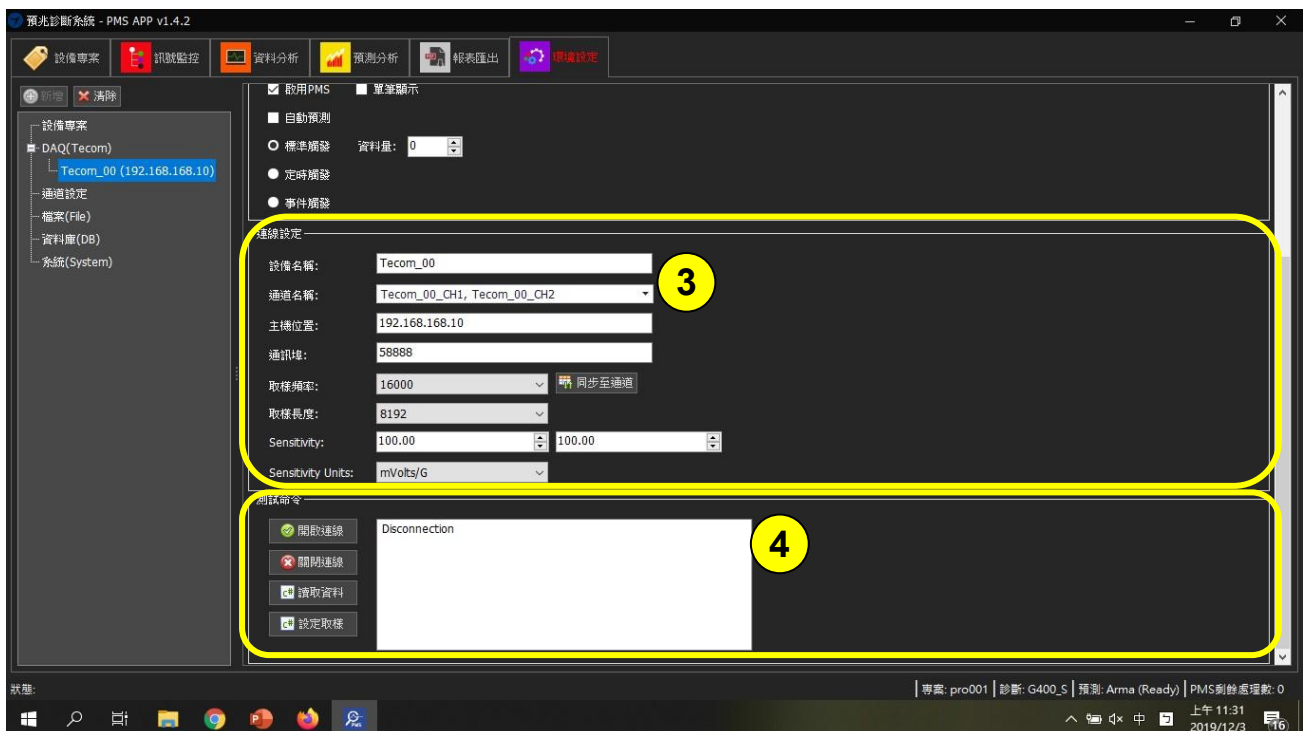 預兆診斷系統 - PMS APP v1.4.2
設備專案 訊號監控 資料分析 預測分析 報表匯出 環境設定
新增 清除
設備專案
DAQ(Tecom)
Tecom_00 (192.168.168.10)
通道設定
檔案(File)
資料庫(DB)
系統(System)
啟用PMS 單筆顯示
自動預測
標準觸發 資料量: 0
定時觸發
事件觸發
連線設定
設備名稱: Tecom_00
通道名稱: Tecom_00_CH1, Tecom_00_CH2
3
主機位置: 192.168.168.10
通訊埠: 58888
取樣頻率: 16000 同步至通道
取樣長度: 8192
Sensitivity: 100.00 100.00
Sensitivity Units: mVolts/G
測試命令
開啟連線 Disconnection
4
關閉連線
c# 讀取資料
c# 設定取樣
狀態: 專案: pro001 診斷: G400_S 預測: Arma (Ready) PMS剩餘處理數: 0
中 上午 11:31
2019/12/3 16